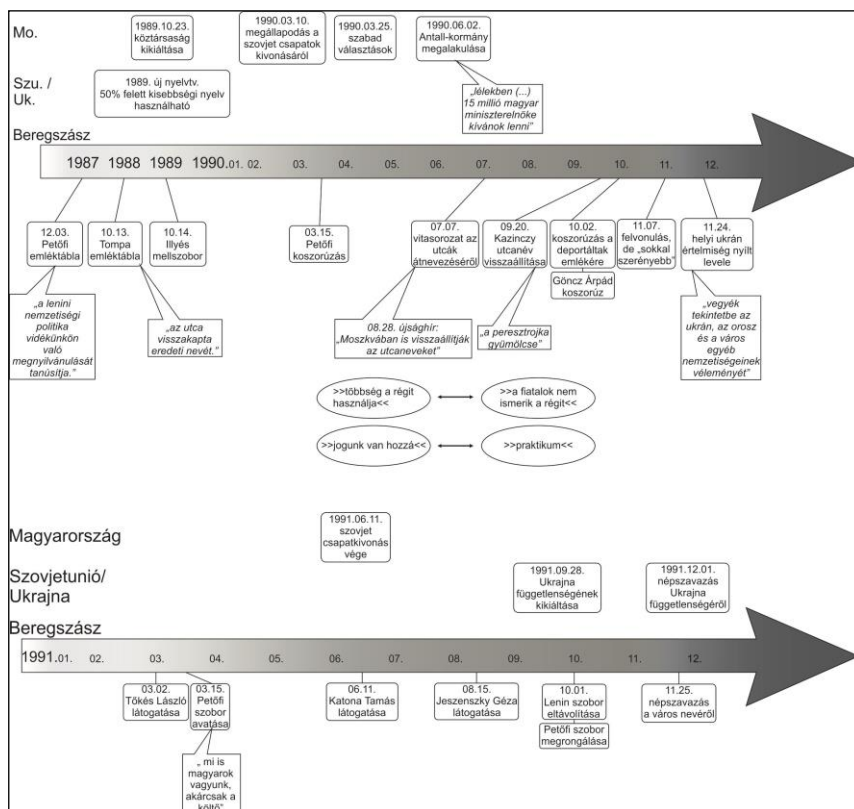 Mo.
1989.10.23.
köztársaság
kikiáltása
1990.03.10.
megállapodás a
szovjet csapatok
kivonásáról
1990.03.25.
szabad
választások
1990.06.02.
Antall-kormány
megalakulása
Szu. /
Uk.
1989. új nyelvtv.
50% felett kisebbségi nyelv
használható
„lélekben (...)
15 millió magyar
miniszterelnöke
kívánok lenni”
Beregszász
1987 1988 1989 1990.01. 02. 03. 04. 05. 06. 07. 08. 09. 10. 11. 12.
12.03.
Petőfi
emléktábla
10.13.
Tompa
emléktábla
10.14.
Illyés
mellszobor
03.15.
Petőfi
koszorúzás
07.07.
vitasorozat az
utcák
átnevezéséről
09.20.
Kazinczy
utcanév
visszaállítása
10.02.
koszorúzás a
deportáltak
emlékére
Göncz Árpád
koszorúz
11.07.
felvonulás,
de „sokkal
szerényebb”
11.24.
helyi ukrán
értelmiség nyílt
levele
„a lenini
nemzetiségi
politika
vidékünkön
való
megnyilvánulását
tanúsítja.”
„az utca
visszakapta
eredeti nevét.”
08.28. újsághír:
„Moszkvában is visszaállítják
az utcaneveket”
„a peresztrojka
gyümölcse”
„vegyék
tekintetbe az
ukrán, az orosz
és a város
egyéb
nemzetiségeinek
véleményét”
>>többség a régit
használja<<
>>a fiatalok nem
ismerik a régit<<
>>jogunk van hozzá<<
>>praktikum<<
Magyarország
1991.06.11.
szovjet
csapatkivonás
vége
Szovjetunió/
Ukrajna
1991.09.28.
Ukrajna
függetlenségének
kikiáltása
1991.12.01.
népszavazás
Ukrajna
függetlenségéről
Beregszász
1991.01. 02. 03. 04. 05. 06. 07. 08. 09. 10. 11. 12.
03.02.
Tőkés László
látogatása
03.15.
Petőfi
szobor
avatása
06.11.
Katona Tamás
látogatása
08.15.
Jeszenszky Géza
látogatása
10.01.
Lenin szobor
eltávolítása
Petőfi szobor
megrongálása
11.25.
népszavazás
a város nevéről
„ mi is
magyarok
vagyunk,
akárcsak a
költő”